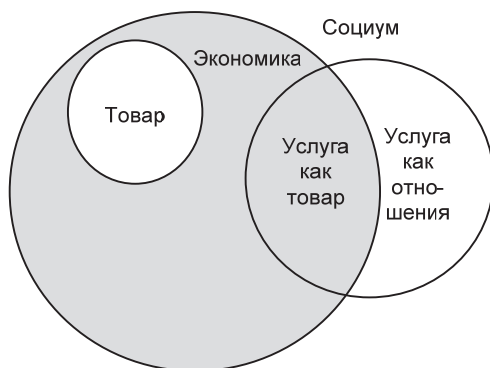 Социум
Экономика
Товар
Услуга
как
товар
Услуга
как
отно-
шения